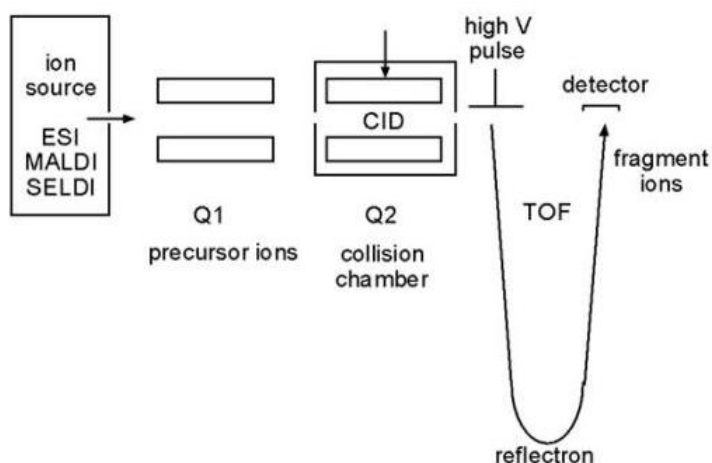 ion
source
ESI
MALDI
SELDI
Q1
precursor ions
CID
Q2
collision
chamber
high V
pulse
detector
fragment
ions
TOF
reflectron